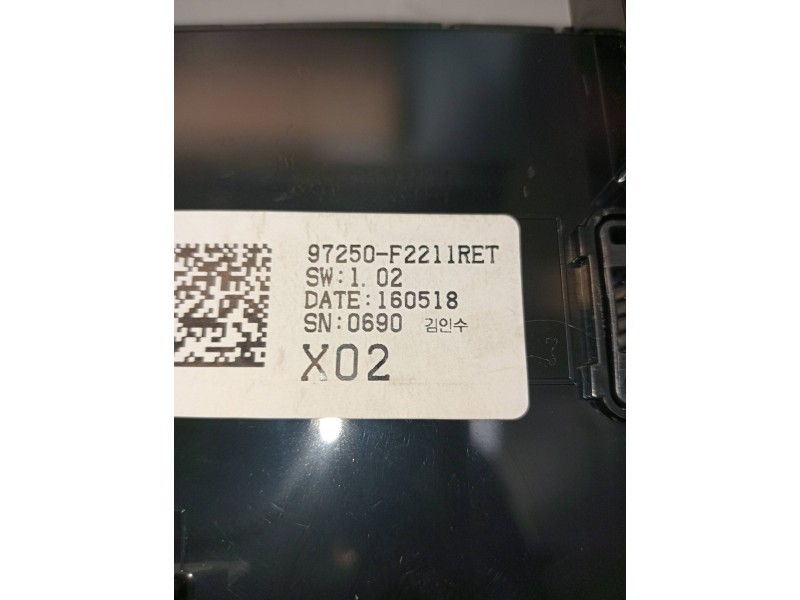 97250-F2211RET
SW:1.02
DATE:160518
SN:0690 김인수
X02